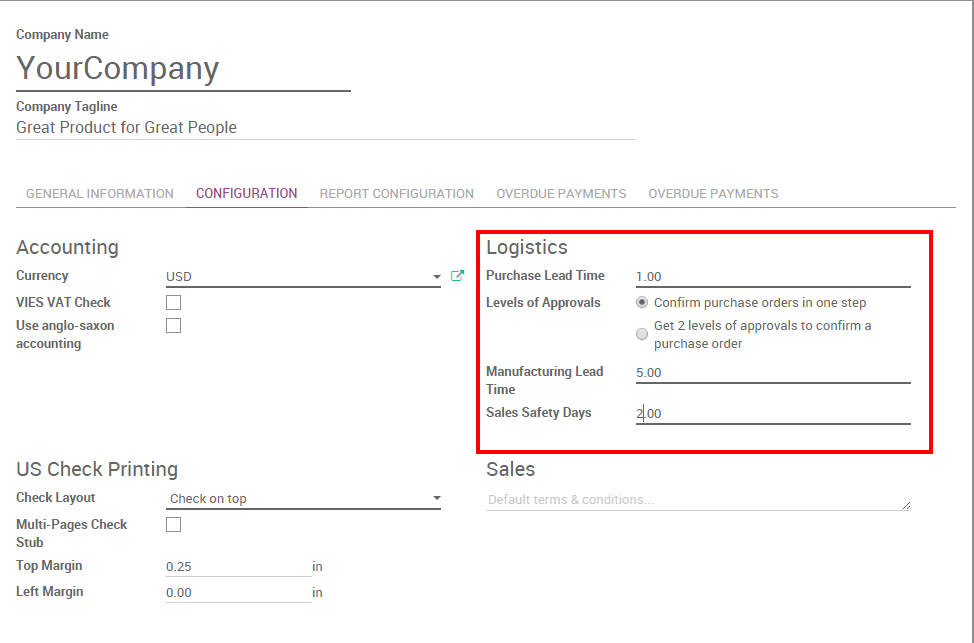 Company Name
YourCompany
Company Tagline
Great Product for Great People
GENERAL INFORMATION CONFIGURATION REPORT CONFIGURATION OVERDUE PAYMENTS OVERDUE PAYMENTS
Accounting
Currency USD
VIES VAT Check
Use anglo-saxon
accounting
Logistics
Purchase Lead Time 1.00
Levels of Approvals Confirm purchase orders in one step
Get 2 levels of approvals to confirm a
purchase order
Manufacturing Lead 5.00
Time
Sales Safety Days 2.00
US Check Printing
Check Layout Check on top
Multi-Pages Check
Stub
Top Margin 0.25 in
Left Margin 0.00 in
Sales
Default terms & conditions...